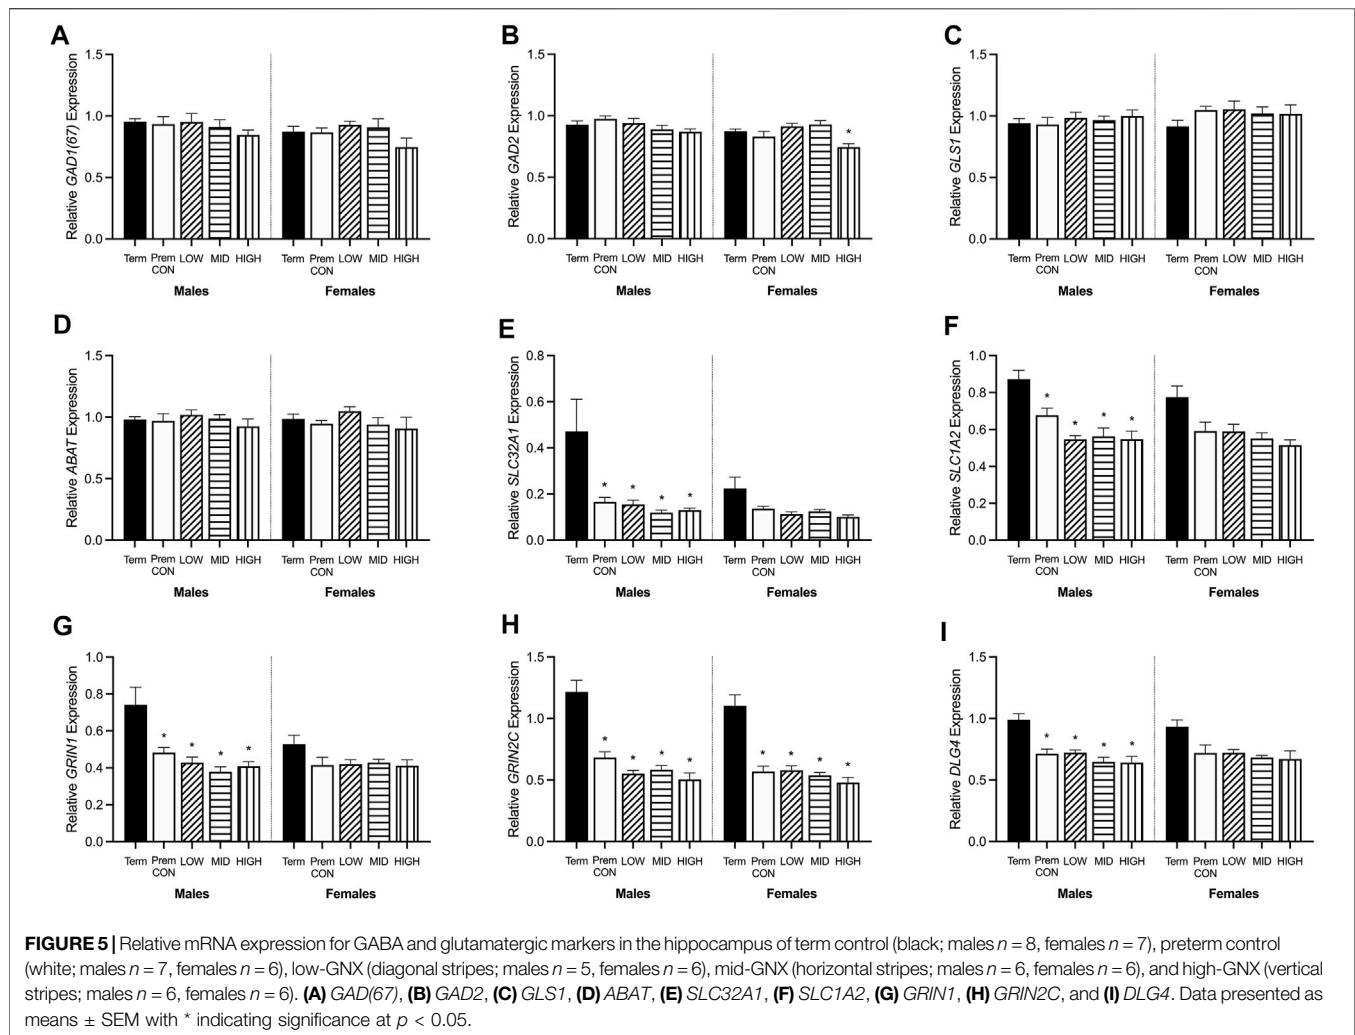 A
Relative GAD1(67) Expression
1.5
1.0
0.5
0.0
Term Prem CON LOW MID HIGH Term Prem CON LOW MID HIGH
Males Females
B
Relative GAD2 Expression
1.5
1.0
0.5
0.0
*
Term Prem CON LOW MID HIGH Term Prem CON LOW MID HIGH
Males Females
C
Relative GLS1 Expression
1.5
1.0
0.5
0.0
Term Prem CON LOW MID HIGH Term Prem CON LOW MID HIGH
Males Females
D
Relative ABAT Expression
1.5
1.0
0.5
0.0
Term Prem CON LOW MID HIGH Term Prem CON LOW MID HIGH
Males Females
E
Relative SLC32A1 Expression
0.8
0.6
0.4
0.2
0.0
* * * *
Term Prem CON LOW MID HIGH Term Prem CON LOW MID HIGH
Males Females
F
Relative SLC1A2 Expression
1.0
0.8
0.6
0.4
0.2
0.0
* * * *
Term Prem CON LOW MID HIGH Term Prem CON LOW MID HIGH
Males Females
G
Relative GRIN1 Expression
1.0
0.8
0.6
0.4
0.2
0.0
* * * *
Term Prem CON LOW MID HIGH Term Prem CON LOW MID HIGH
Males Females
H
Relative GRIN2C Expression
1.5
1.0
0.5
0.0
* * * * * * * *
Term Prem CON LOW MID HIGH Term Prem CON LOW MID HIGH
Males Females
I
Relative DLG4 Expression
1.5
1.0
0.5
0.0
* * * *
Term Prem CON LOW MID HIGH Term Prem CON LOW MID HIGH
Males Females
FIGURE 5 | Relative mRNA expression for GABA and glutamatergic markers in the hippocampus of term control (black; males n = 8, females n = 7), preterm control
(white; males n = 7, females n = 6), low-GNX (diagonal stripes; males n = 5, females n = 6), mid-GNX (horizontal stripes; males n = 6, females n = 6), and high-GNX (vertical
stripes; males n = 6, females n = 6). (A) GAD(67), (B) GAD2, (C) GLS1, (D) ABAT, (E) SLC32A1, (F) SLC1A2, (G) GRIN1, (H) GRIN2C, and (I) DLG4. Data presented as
means ± SEM with * indicating significance at p < 0.05.